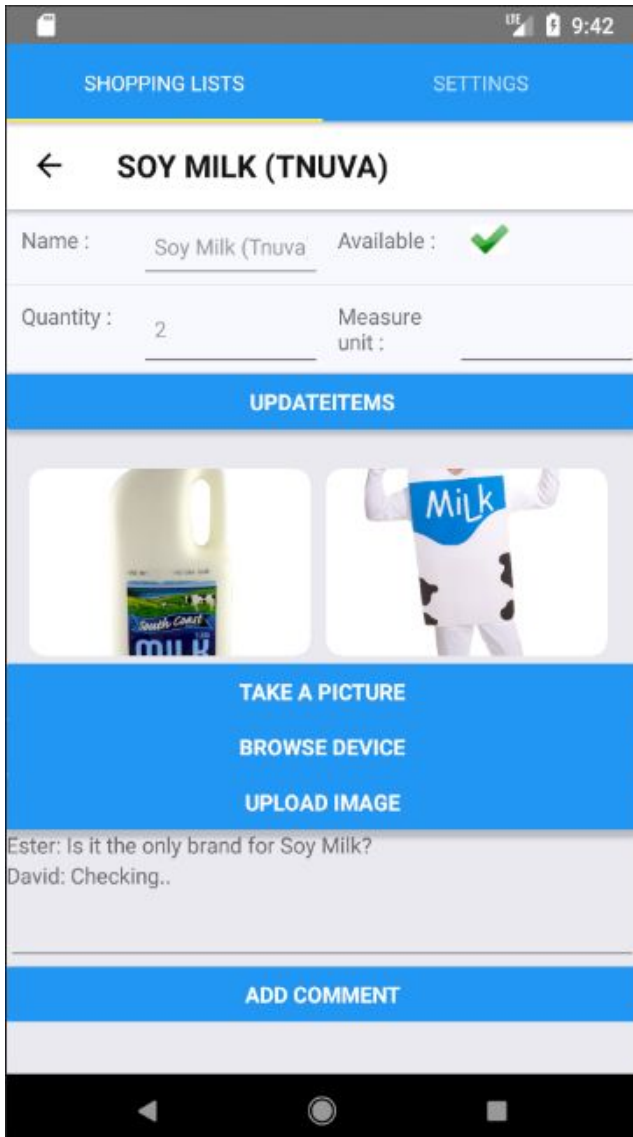 LTE 9:42
SHOPPING LISTS SETTINGS
SOY MILK (TNUVA)
Name : Soy Milk (Tnuva Available :
Quantity : 2 Measure
unit :
UPDATEITEMS
MiLk
South Coast
MILK
TAKE A PICTURE
BROWSE DEVICE
UPLOAD IMAGE
Ester: Is it the only brand for Soy Milk?
David: Checking..
ADD COMMENT